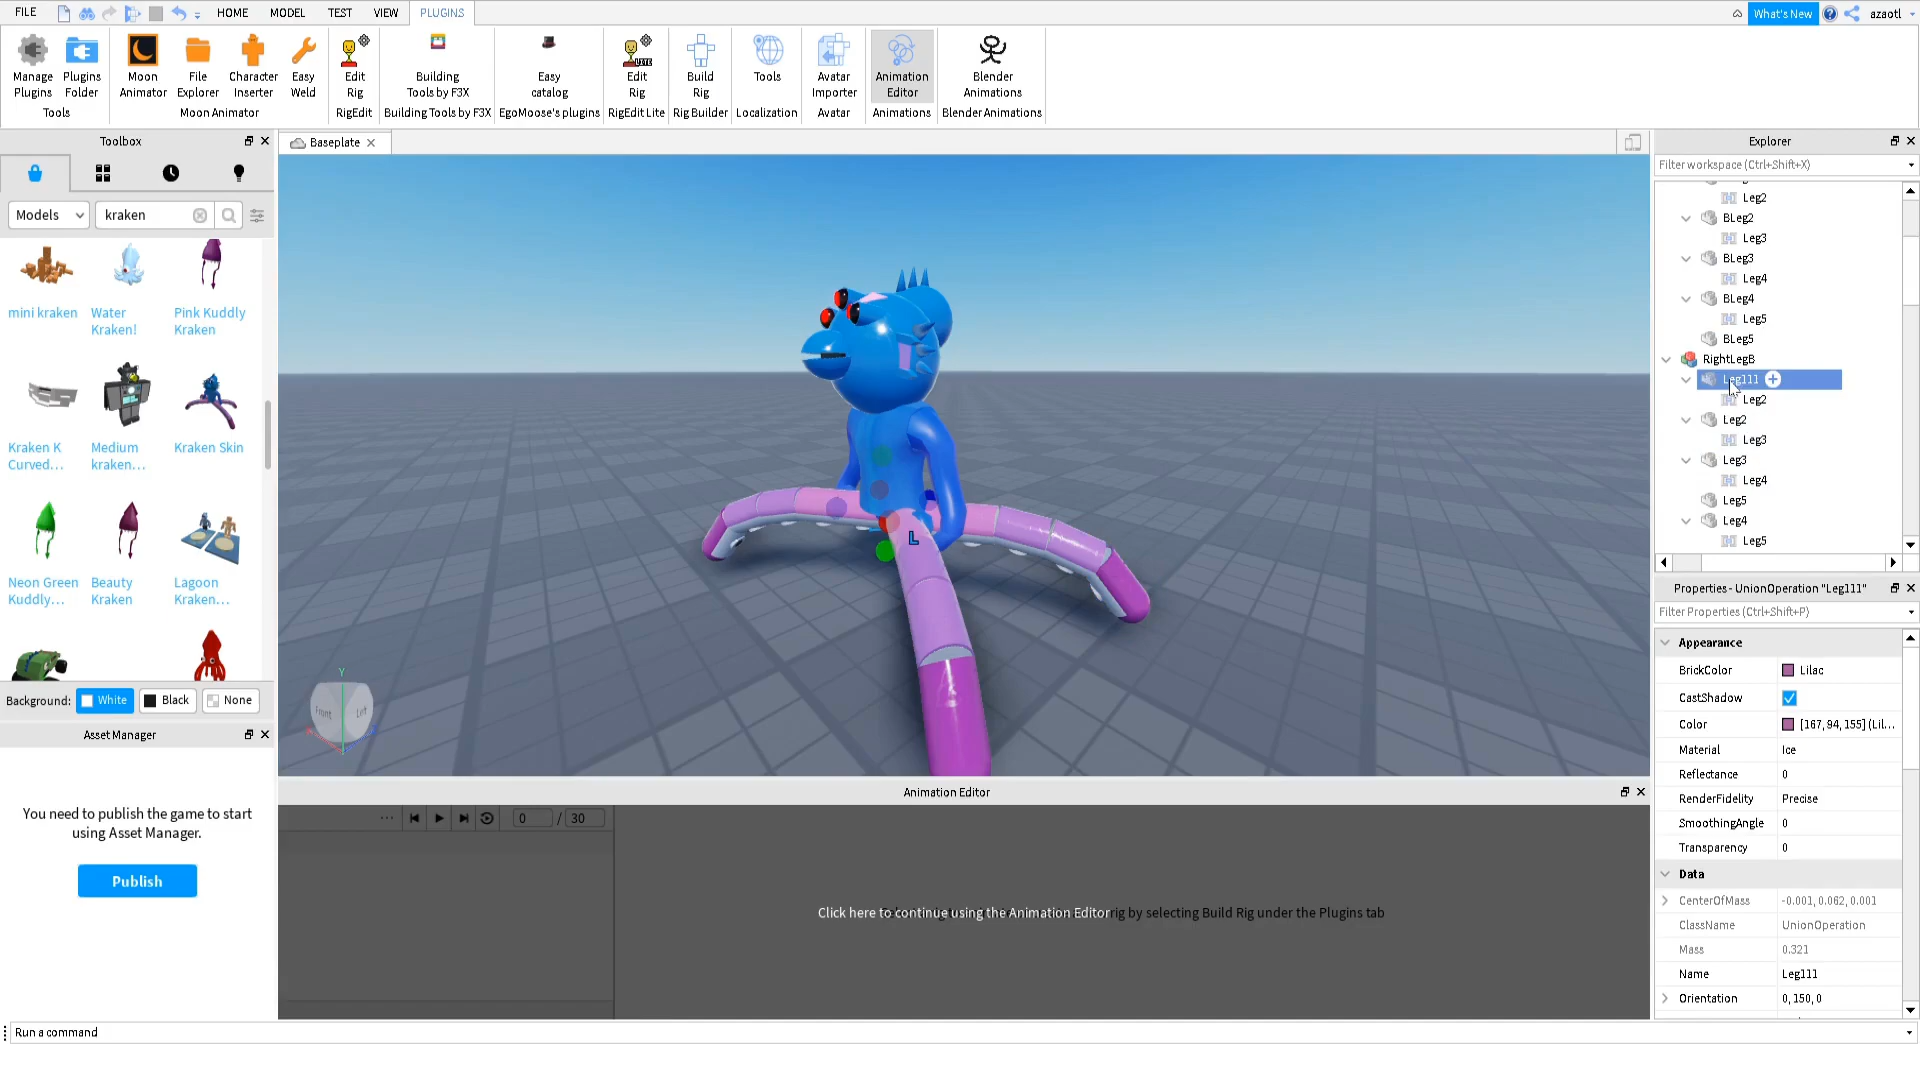 FILE
HOME
MODEL
TEST
VIEW
PLUGINS
What's New
azaotl
Manage Plugins
Plugins Folder
Moon Animator
File Explorer
Character Inserter
Easy Weld
Edit Rig
Building Tools by F3X
Easy catalog
Edit Rig
Build Rig
Tools
Avatar Importer
Animation Editor
Blender Animations
Tools
Moon Animator
RigEdit
Building Tools by F3X
EgoMoose's plugins
RigEdit Lite
Rig Builder
Localization
Avatar
Animations
Blender Animations
Toolbox
Models
kraken
mini kraken
Water Kraken!
Pink Kuddly Kraken
Kraken K Curved...
Medium kraken...
Kraken Skin
Neon Green Kuddly...
Beauty Kraken
Lagoon Kraken...
Background:
White
Black
None
Asset Manager
You need to publish the game to start
using Asset Manager.
Publish
Baseplate
L
Y
Front
Left
Animation Editor
0 / 30
Click here to continue using the Animation Editor
rig by selecting Build Rig under the Plugins tab
Explorer
Filter workspace (Ctrl+Shift+X)
Leg2
BLeg2
Leg3
BLeg3
Leg4
BLeg4
Leg5
BLeg5
RightLegB
Leg111
Leg2
Leg2
Leg3
Leg3
Leg4
Leg5
Leg4
Leg5
Properties - UnionOperation "Leg111"
Filter Properties (Ctrl+Shift+P)
Appearance
BrickColor Lilac
CastShadow
Color [167, 94, 155] (Lil...
Material Ice
Reflectance 0
RenderFidelity Precise
SmoothingAngle 0
Transparency 0
Data
CenterOfMass -0.001, 0.062, 0.001
ClassName UnionOperation
Mass 0.321
Name Leg111
Orientation 0, 150, 0
Run a command